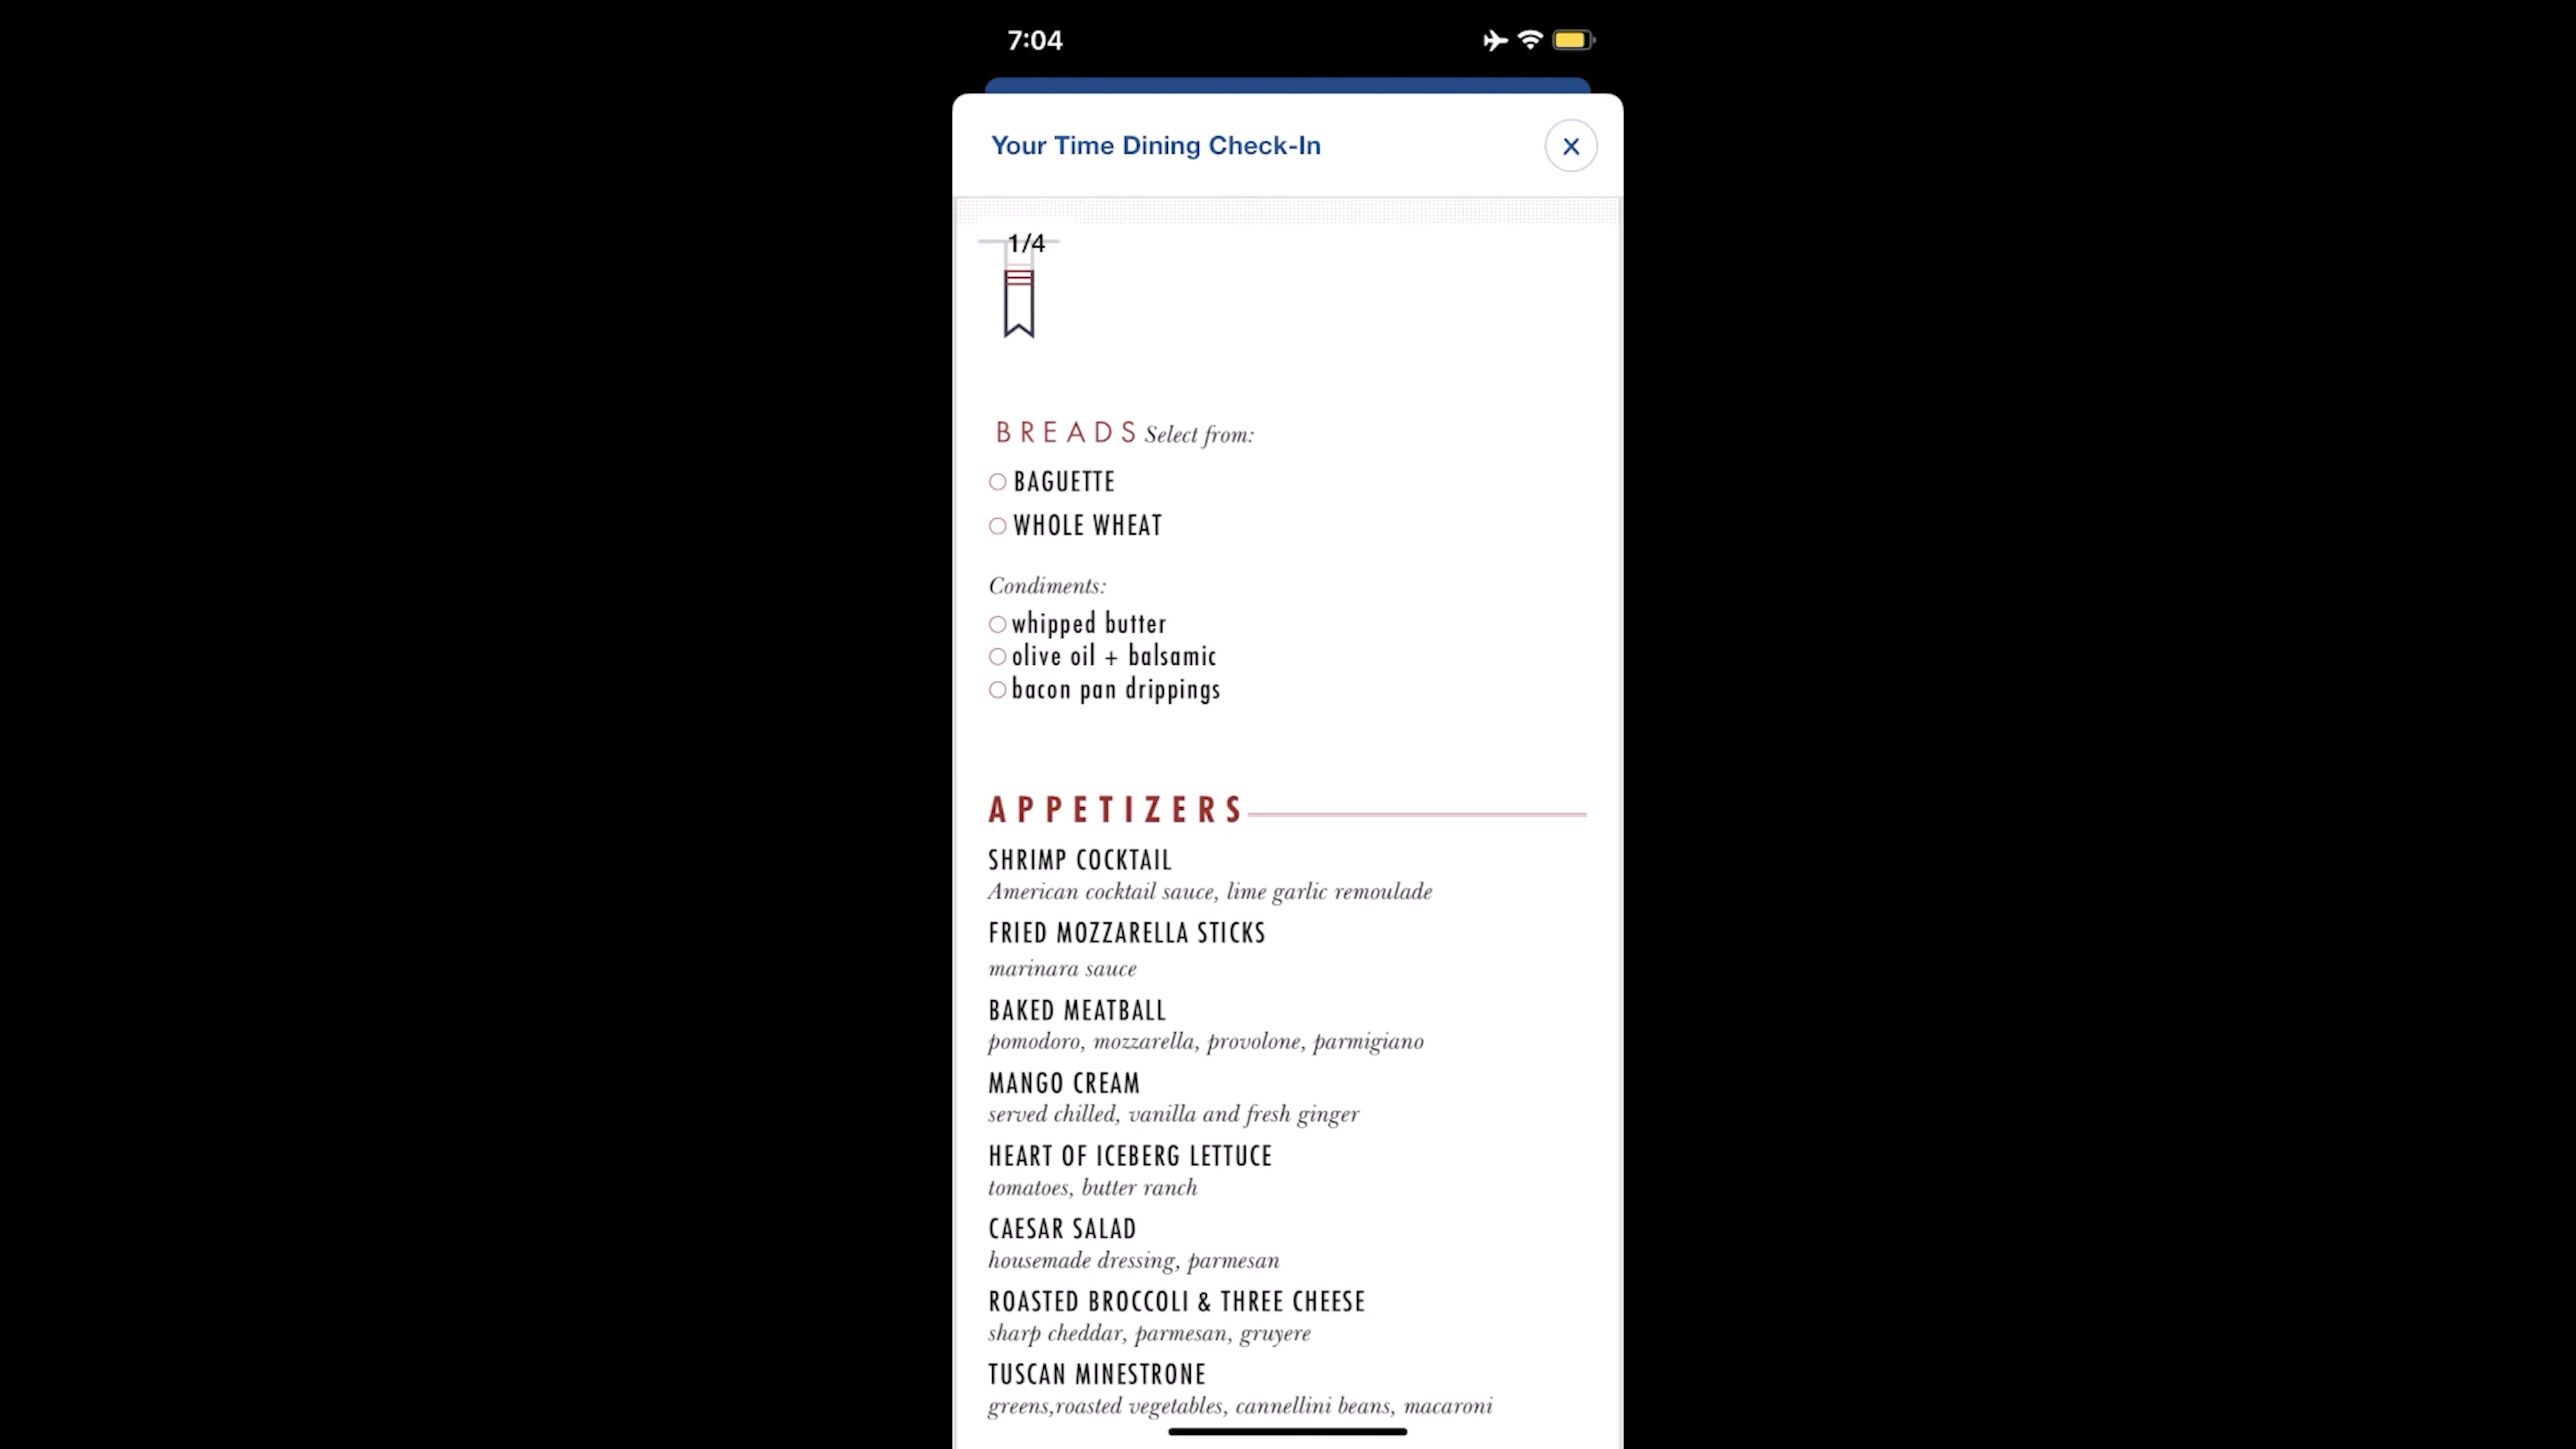 7:04
Your Time Dining Check-In
1/4
BREADS Select from:
BAGUETTE
WHOLE WHEAT
Condiments:
whipped butter
olive oil + balsamic
bacon pan drippings
APPETIZERS
SHRIMP COCKTAIL
American cocktail sauce, lime garlic remoulade
FRIED MOZZARELLA STICKS
marinara sauce
BAKED MEATBALL
pomodoro, mozzarella, provolone, parmigiano
MANGO CREAM
served chilled, vanilla and fresh ginger
HEART OF ICEBERG LETTUCE
tomatoes, butter ranch
CAESAR SALAD
housemade dressing, parmesan
ROASTED BROCCOLI & THREE CHEESE
sharp cheddar, parmesan, gruyere
TUSCAN MINESTRONE
greens,roasted vegetables, cannellini beans, macaroni